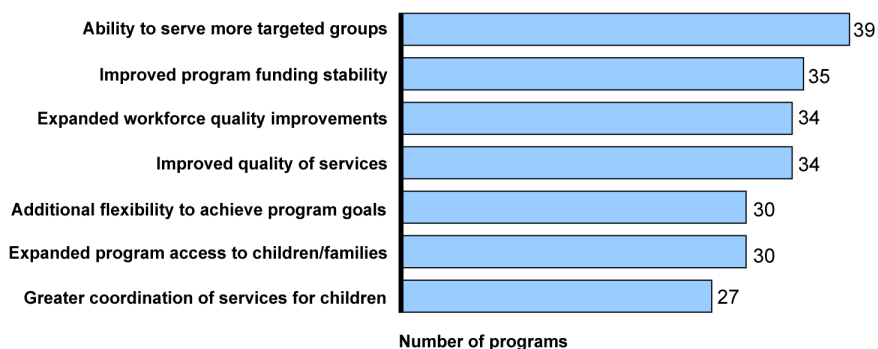 Ability to serve more targeted groups 39
Improved program funding stability 35
Expanded workforce quality improvements 34
Improved quality of services 34
Additional flexibility to achieve program goals 30
Expanded program access to children/families 30
Greater coordination of services for children 27
Number of programs